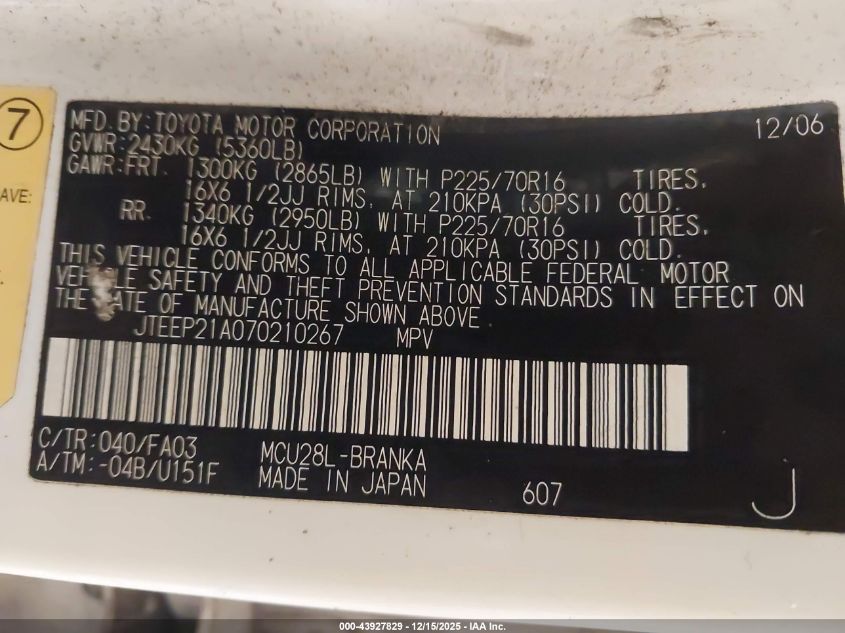 7
AVE:
MFD. BY: TOYOTA MOTOR CORPORATION 12/06
GVWR: 2430KG (5360LB)
GAWR: FRT. 1300KG (2865LB) WITH P225/70R16 TIRES,
16X6 1/2JJ RIMS, AT 210KPA (30PSI) COLD.
RR. 1340KG (2950LB) WITH P225/70R16 TIRES,
16X6 1/2JJ RIMS, AT 210KPA (30PSI) COLD.
THIS VEHICLE CONFORMS TO ALL APPLICABLE FEDERAL MOTOR
VEHICLE SAFETY AND THEFT PREVENTION STANDARDS IN EFFECT ON
THE DATE OF MANUFACTURE SHOWN ABOVE.
JTEEP21A070210267 MPV
C/TR: 040/FA03 MCU28L-BRANKA
A/TM: -04B/U151F MADE IN JAPAN 607 J
000-43927829 - 12/15/2025 - IAA Inc.